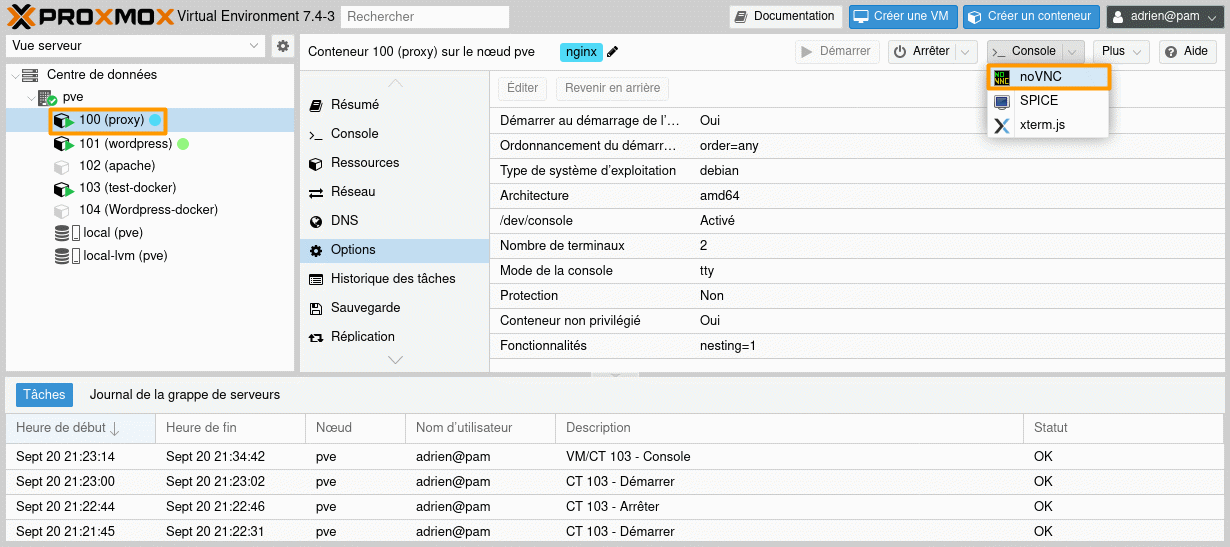 PROXMOX Virtual Environment 7.4-3 Rechercher Documentation Créer une VM Créer un conteneur adrien@pam
Vue serveur
Conteneur 100 (proxy) sur le nœud pve nginx Démarrer Arrêter Console Plus Aide
noVNC
SPICE
xterm.js
Centre de données
pve
100 (proxy)
101 (wordpress)
102 (apache)
103 (test-docker)
104 (Wordpress-docker)
local (pve)
local-lvm (pve)
Résumé
Console
Ressources
Réseau
DNS
Options
Historique des tâches
Sauvegarde
Réplication
Éditer Revenir en arrière
Démarrer au démarrage de l'… Oui
Ordonnancement du démarr… order=any
Type de système d'exploitation debian
Architecture amd64
/dev/console Activé
Nombre de terminaux 2
Mode de la console tty
Protection Non
Conteneur non privilégié Oui
Fonctionnalités nesting=1
Tâches Journal de la grappe de serveurs
Heure de début Heure de fin Nœud Nom d'utilisateur Description Statut
Sept 20 21:23:14 Sept 20 21:34:42 pve adrien@pam VM/CT 103 - Console OK
Sept 20 21:23:00 Sept 20 21:23:02 pve adrien@pam CT 103 - Démarrer OK
Sept 20 21:22:44 Sept 20 21:22:46 pve adrien@pam CT 103 - Arrêter OK
Sept 20 21:21:45 Sept 20 21:22:31 pve adrien@pam CT 103 - Démarrer OK